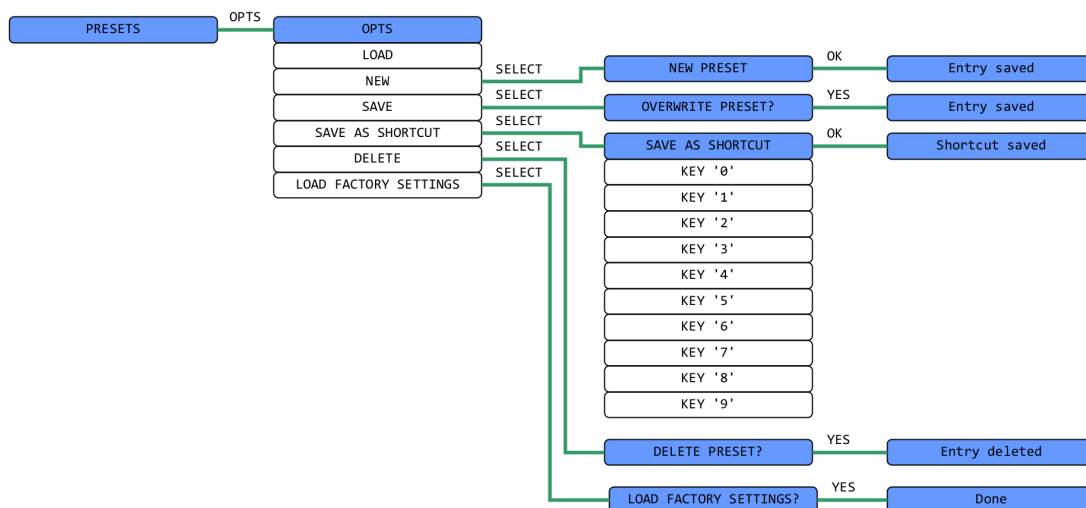 OPTS
PRESETS
OPTS
LOAD
NEW
SAVE
SAVE AS SHORTCUT
DELETE
LOAD FACTORY SETTINGS
SELECT
SELECT
SELECT
SELECT
SELECT
NEW PRESET
OK
Entry saved
OVERWRITE PRESET?
YES
Entry saved
SAVE AS SHORTCUT
OK
Shortcut saved
KEY '0'
KEY '1'
KEY '2'
KEY '3'
KEY '4'
KEY '5'
KEY '6'
KEY '7'
KEY '8'
KEY '9'
DELETE PRESET?
YES
Entry deleted
LOAD FACTORY SETTINGS?
YES
Done